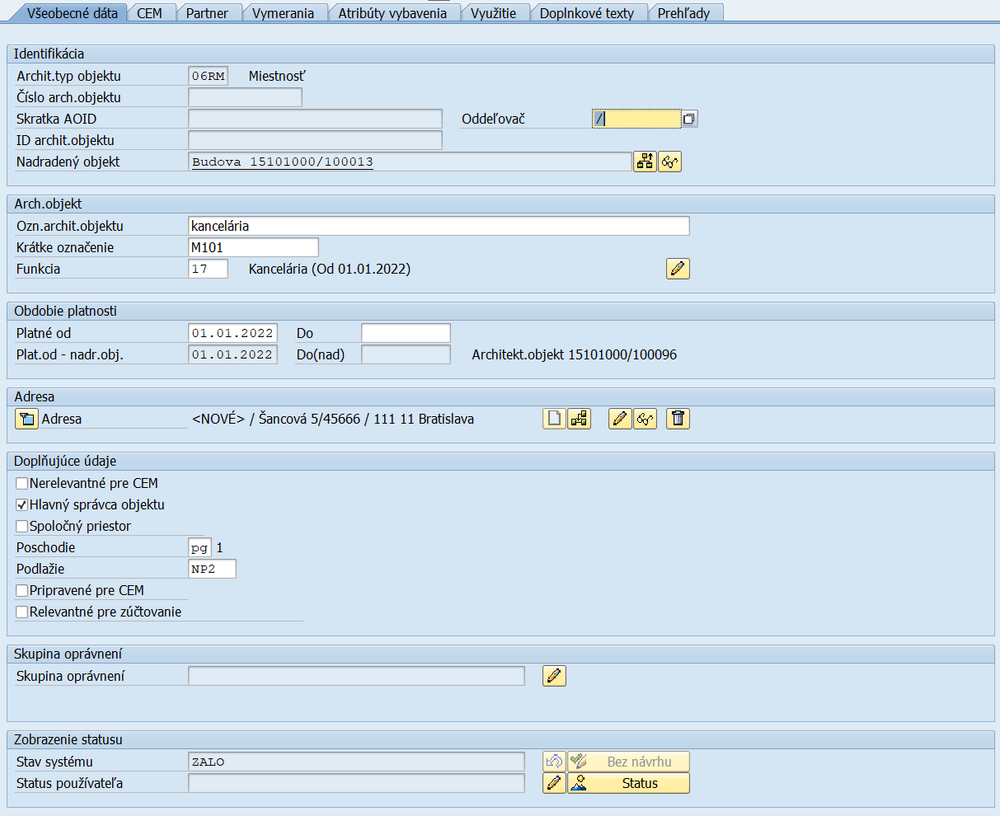 Všeobecné dáta CEM Partner Vymerania Atribúty vybavenia Využitie Doplnkové texty Prehľady
Identifikácia
Archit.typ objektu 06RM Miestnosť
Číslo arch.objektu
Skratka AOID Oddeľovač /
ID archit.objektu
Nadradený objekt Budova 15101000/100013
Arch.objekt
Ozn.archit.objektu kancelária
Krátke označenie M101
Funkcia 17 Kancelária (Od 01.01.2022)
Obdobie platnosti
Platné od 01.01.2022 Do
Plat.od - nadr.obj. 01.01.2022 Do(nad) Architekt.objekt 15101000/100096
Adresa
Adresa <NOVÉ> / Šancová 5/45666 / 111 11 Bratislava
Doplňujúce údaje
Nerelevantné pre CEM
Hlavný správca objektu
Spoločný priestor
Poschodie pg 1
Podlažie NP2
Pripravené pre CEM
Relevantné pre zúčtovanie
Skupina oprávnení
Skupina oprávnení
Zobrazenie statusu
Stav systému ZALO Bez návrhu
Status používateľa Status